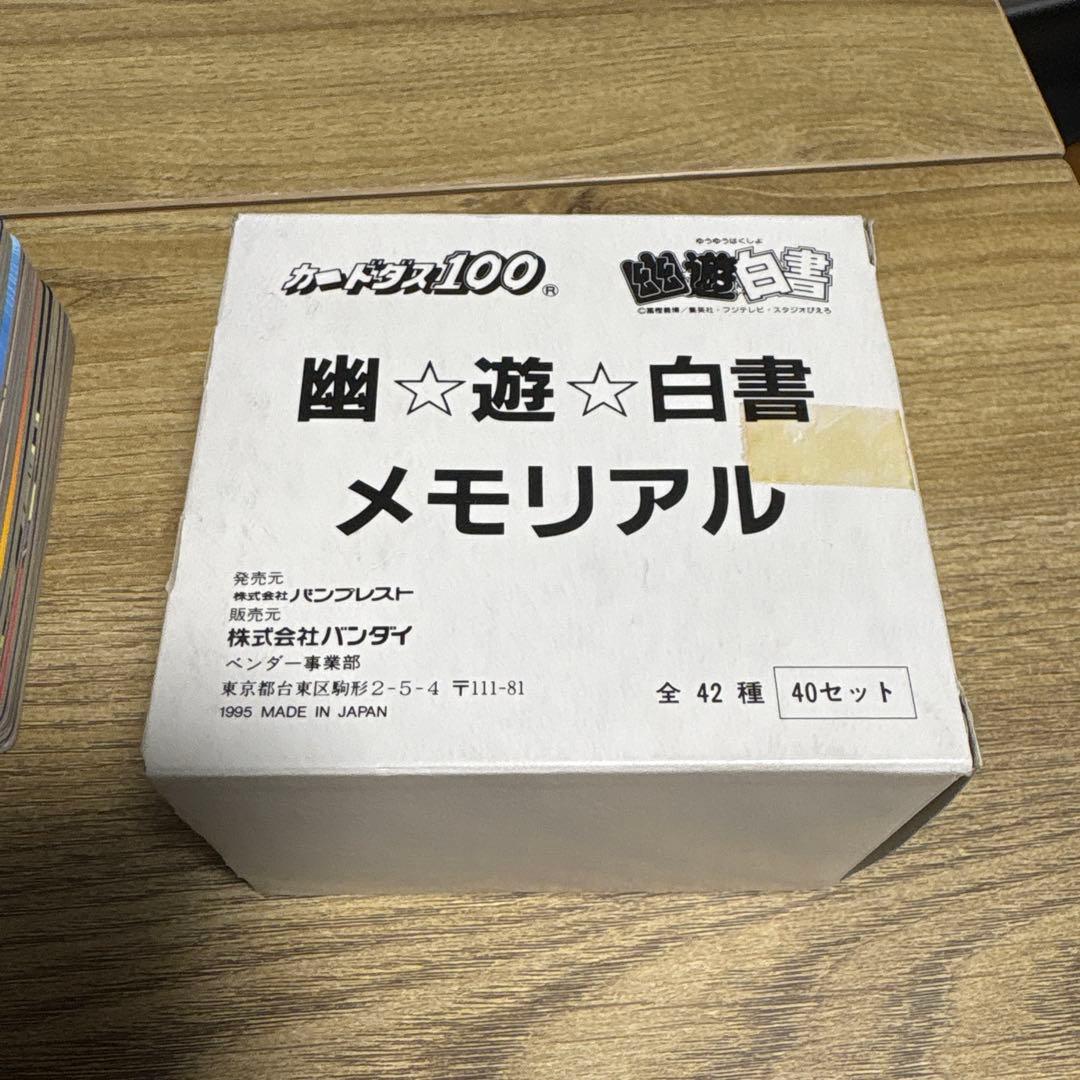 カードダス100®
ゆうゆうはくしょ
幽遊白書
©冨樫義博/集英社・フジテレビ・スタジオぴえろ
幽☆遊☆白書
メモリアル
発売元
株式会社バンプレスト
販売元
株式会社バンダイ
ベンダー事業部
東京都台東区駒形2-5-4 〒111-81
1995 MADE IN JAPAN
全42種 40セット